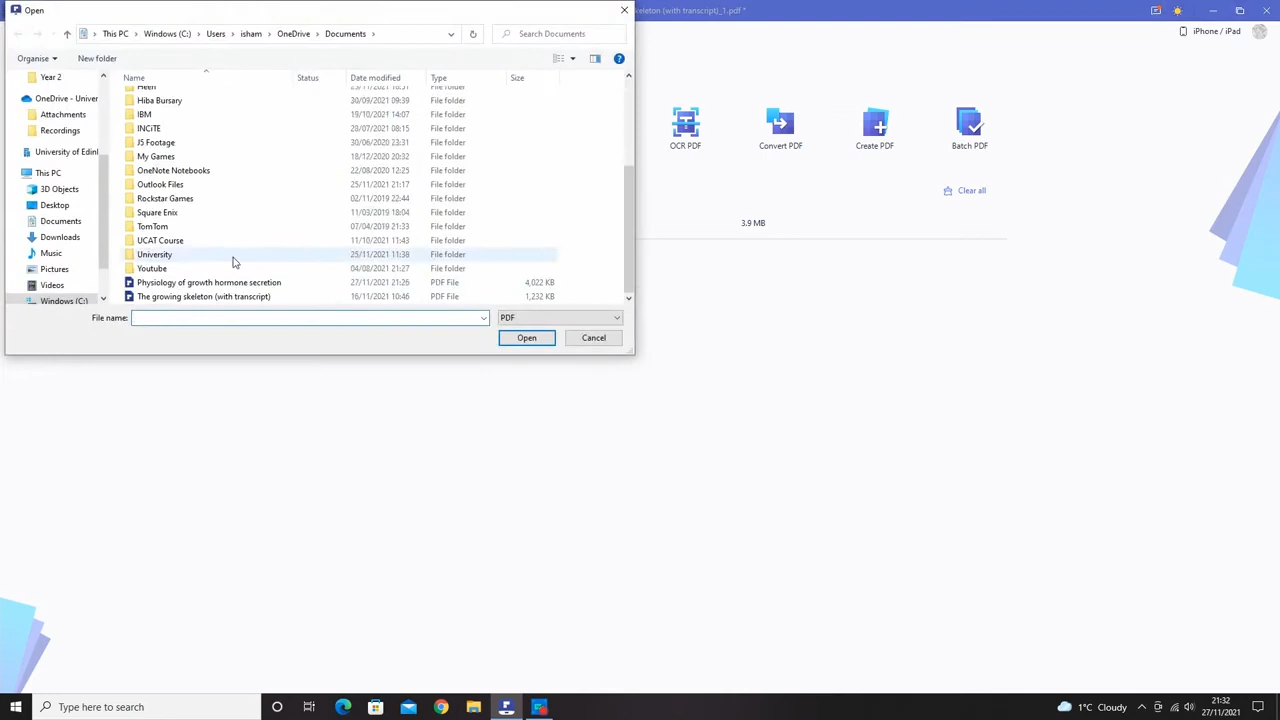 Open
skeleton (with transcript)_1.pdf *
This PC > Windows (C:) > Users > isham > OneDrive > Documents >
Search Documents
iPhone / iPad
Organise
New folder
Year 2
OneDrive - Univer
Attachments
Recordings
University of Edinl
This PC
3D Objects
Desktop
Documents
Downloads
Music
Pictures
Videos
Windows (C:)
Name Status Date modified Type Size
File folder
Hiba Bursary 30/09/2021 09:39 File folder
IBM 19/10/2021 14:07 File folder
INCiTE 28/07/2021 08:15 File folder
J5 Footage 30/06/2020 23:31 File folder
My Games 18/12/2020 20:32 File folder
OneNote Notebooks 22/08/2020 12:25 File folder
Outlook Files 25/11/2021 21:17 File folder
Rockstar Games 02/11/2019 22:44 File folder
Square Enix 11/03/2019 18:04 File folder
TomTom 07/04/2019 21:33 File folder
UCAT Course 11/10/2021 11:43 File folder
University 25/11/2021 11:38 File folder
Youtube 04/08/2021 21:27 File folder
Physiology of growth hormone secretion 27/11/2021 21:26 PDF File 4,022 KB
The growing skeleton (with transcript) 16/11/2021 10:46 PDF File 1,232 KB
File name:
PDF
Open
Cancel
OCR PDF
Convert PDF
Create PDF
Batch PDF
Clear all
3.9 MB
Type here to search
1°C Cloudy
21:32
27/11/2021